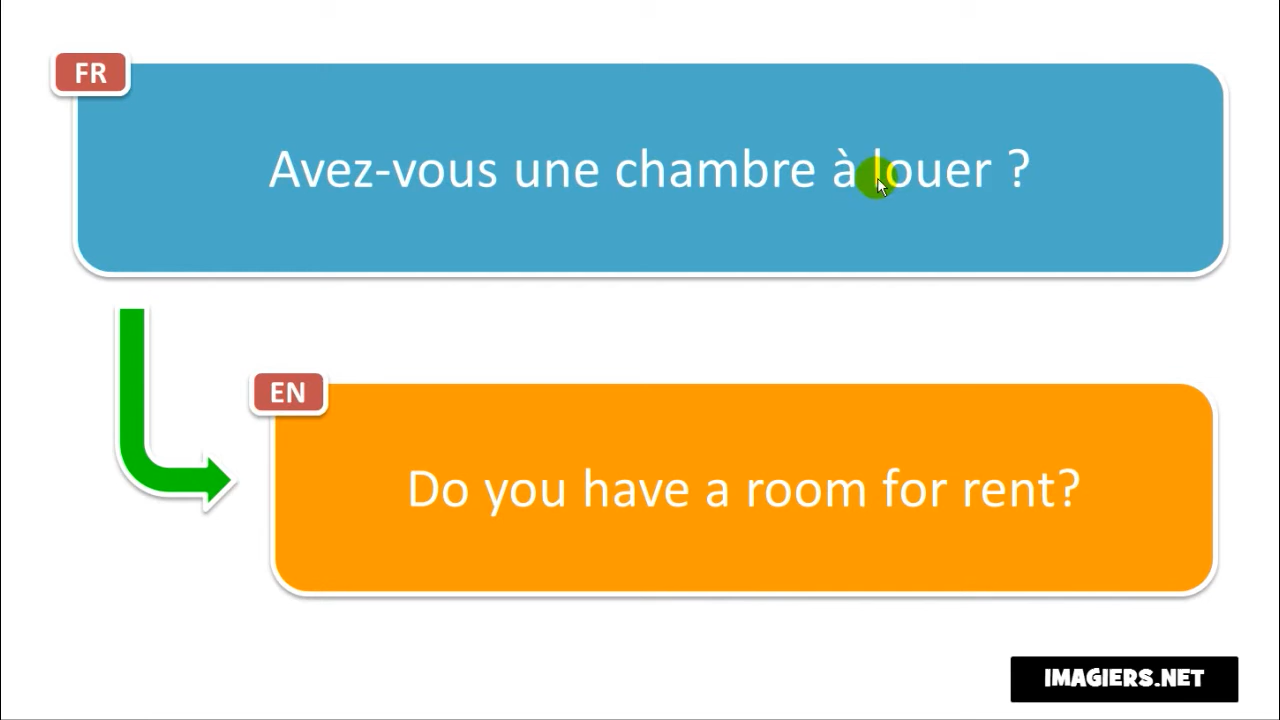 FR
Avez-vous une chambre à louer ?
EN
Do you have a room for rent?
IMAGIERS.NET